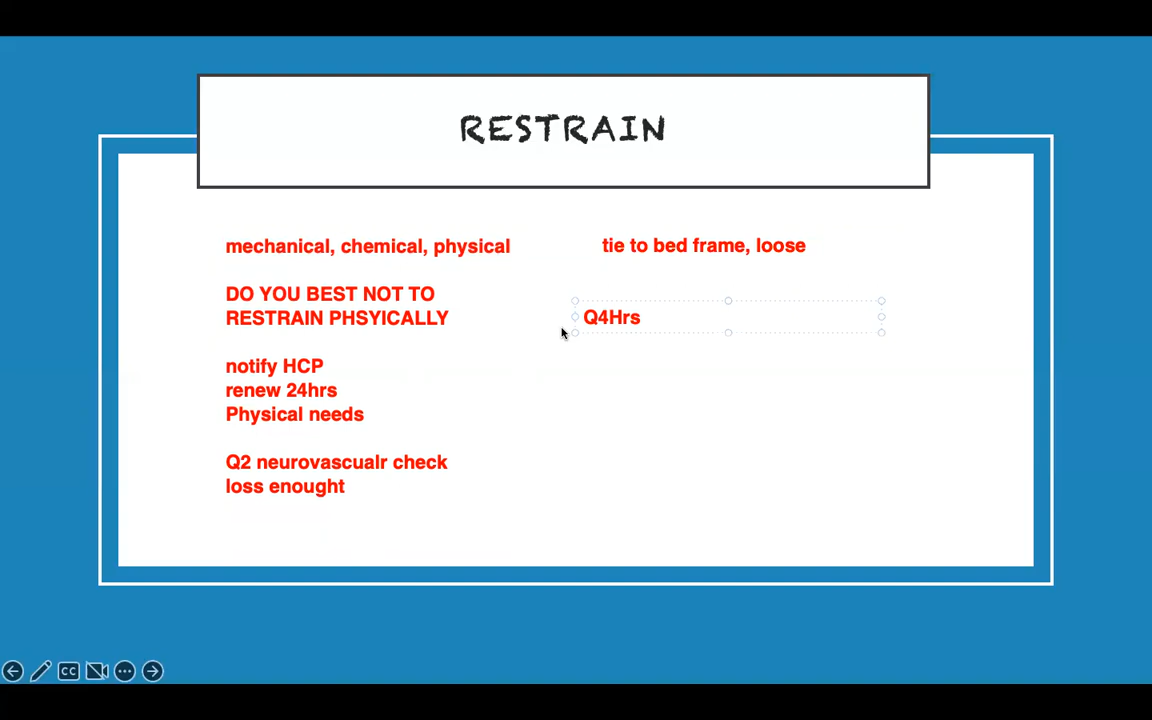 RESTRAIN
mechanical, chemical, physical
DO YOU BEST NOT TO
RESTRAIN PHSYICALLY
notify HCP
renew 24hrs
Physical needs
Q2 neurovascualr check
loss enought
tie to bed frame, loose
Q4Hrs
CC